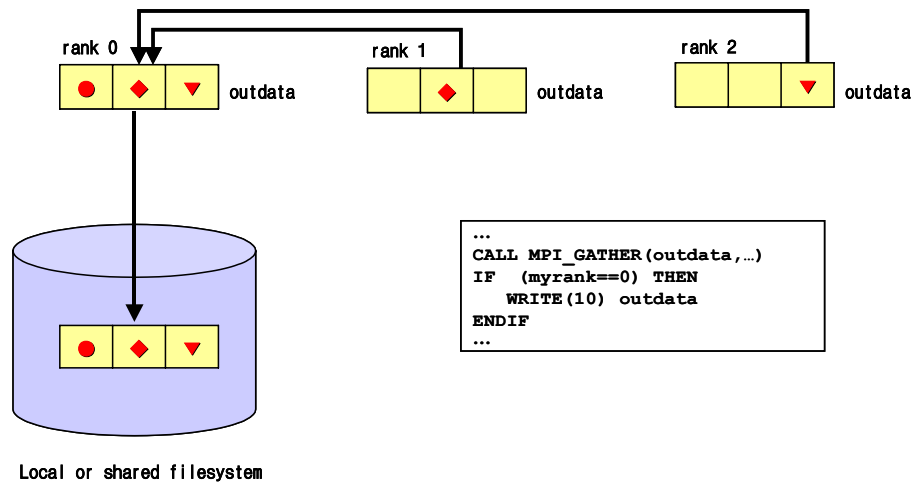 rank 0
rank 1
rank 2
outdata
outdata
outdata
...
CALL MPI_GATHER(outdata,…)
IF  (myrank==0) THEN
   WRITE(10) outdata
ENDIF
...
Local or shared filesystem